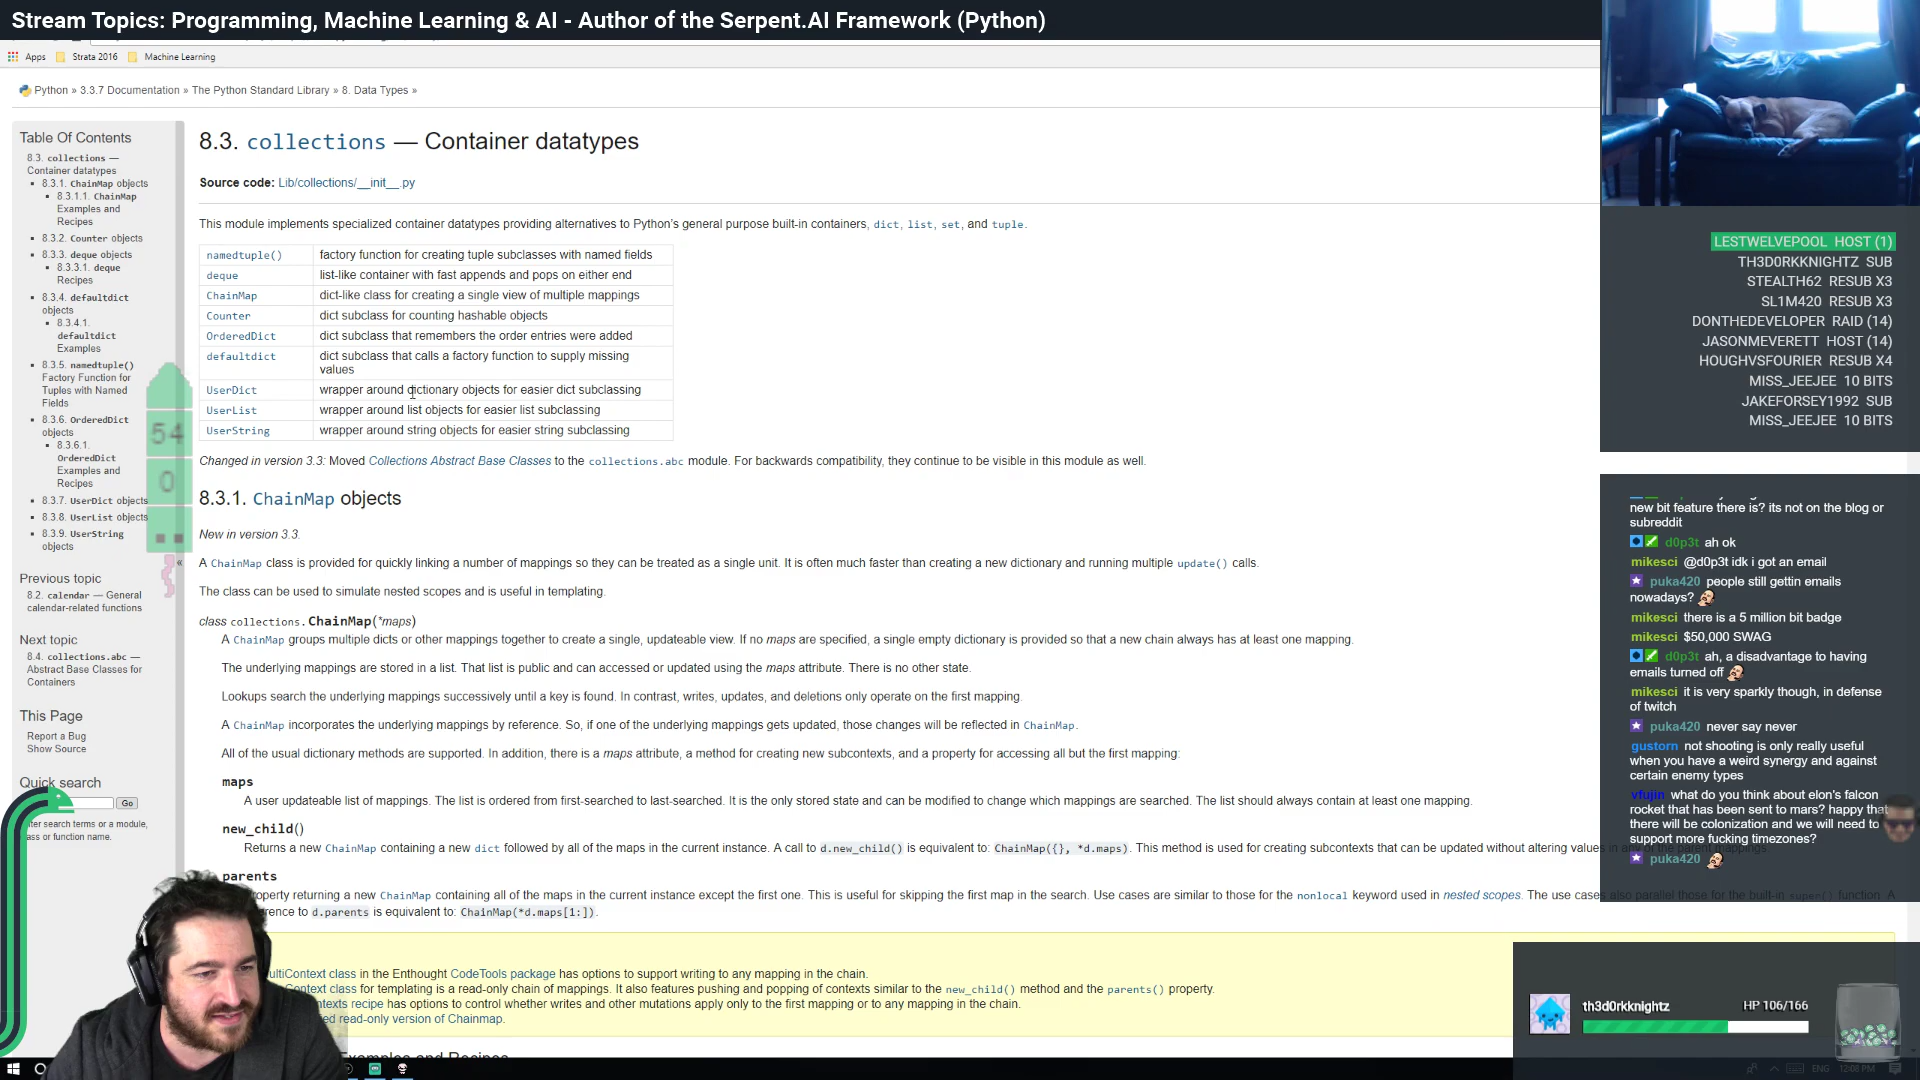 Stream Topics: Programming, Machine Learning & AI - Author of the Serpent.AI Framework (Python)
Apps Strata 2016 Machine Learning
Python » 3.3.7 Documentation » The Python Standard Library » 8. Data Types »
Table Of Contents
8.3. collections —
Container datatypes
8.3.1. ChainMap objects
8.3.1.1. ChainMap
Examples and
Recipes
8.3.2. Counter objects
8.3.3. deque objects
8.3.3.1. deque
Recipes
8.3.4. defaultdict
objects
8.3.4.1.
defaultdict
Examples
8.3.5. namedtuple()
Factory Function for
Tuples with Named
Fields
8.3.6. OrderedDict
objects
8.3.6.1.
OrderedDict
Examples and
Recipes
8.3.7. UserDict objects
8.3.8. UserList objects
8.3.9. UserString
objects
54
0
«
Previous topic
8.2. calendar — General
calendar-related functions
Next topic
8.4. collections.abc —
Abstract Base Classes for
Containers
This Page
Report a Bug
Show Source
Quick search
Go
ter search terms or a module,
ass or function name.
8.3. collections — Container datatypes
Source code: Lib/collections/__init__.py
This module implements specialized container datatypes providing alternatives to Python's general purpose built-in containers, dict, list, set, and tuple.
namedtuple() factory function for creating tuple subclasses with named fields
deque list-like container with fast appends and pops on either end
ChainMap dict-like class for creating a single view of multiple mappings
Counter dict subclass for counting hashable objects
OrderedDict dict subclass that remembers the order entries were added
defaultdict dict subclass that calls a factory function to supply missing
values
UserDict wrapper around dictionary objects for easier dict subclassing
UserList wrapper around list objects for easier list subclassing
UserString wrapper around string objects for easier string subclassing
Changed in version 3.3: Moved Collections Abstract Base Classes to the collections.abc module. For backwards compatibility, they continue to be visible in this module as well.
8.3.1. ChainMap objects
New in version 3.3.
A ChainMap class is provided for quickly linking a number of mappings so they can be treated as a single unit. It is often much faster than creating a new dictionary and running multiple update() calls.
The class can be used to simulate nested scopes and is useful in templating.
class collections.ChainMap(*maps)
A ChainMap groups multiple dicts or other mappings together to create a single, updateable view. If no maps are specified, a single empty dictionary is provided so that a new chain always has at least one mapping.
The underlying mappings are stored in a list. That list is public and can accessed or updated using the maps attribute. There is no other state.
Lookups search the underlying mappings successively until a key is found. In contrast, writes, updates, and deletions only operate on the first mapping.
A ChainMap incorporates the underlying mappings by reference. So, if one of the underlying mappings gets updated, those changes will be reflected in ChainMap.
All of the usual dictionary methods are supported. In addition, there is a maps attribute, a method for creating new subcontexts, and a property for accessing all but the first mapping:
maps
A user updateable list of mappings. The list is ordered from first-searched to last-searched. It is the only stored state and can be modified to change which mappings are searched. The list should always contain at least one mapping.
new_child()
Returns a new ChainMap containing a new dict followed by all of the maps in the current instance. A call to d.new_child() is equivalent to: ChainMap({}, *d.maps). This method is used for creating subcontexts that can be updated without altering values in any of the parent mappings.
parents
operty returning a new ChainMap containing all of the maps in the current instance except the first one. This is useful for skipping the first map in the search. Use cases are similar to those for the nonlocal keyword used in nested scopes. The use cases also parallel those for the built-in super() function. A
rence to d.parents is equivalent to: ChainMap(*d.maps[1:]).
ultiContext class in the Enthought CodeTools package has options to support writing to any mapping in the chain.
ontext class for templating is a read-only chain of mappings. It also features pushing and popping of contexts similar to the new_child() method and the parents() property.
ntexts recipe has options to control whether writes and other mutations apply only to the first mapping or to any mapping in the chain.
ed read-only version of Chainmap.
Examples and Recipes
LESTWELVEPOOL HOST (1)
TH3D0RKKNIGHTZ SUB
STEALTH62 RESUB X3
SL1M420 RESUB X3
DONTHEDEVELOPER RAID (14)
JASONMEVERETT HOST (14)
HOUGHVSFOURIER RESUB X4
MISS_JEEJEE 10 BITS
JAKEFORSEY1992 SUB
MISS_JEEJEE 10 BITS
new bit feature there is? its not on the blog or
subreddit
d0p3t ah ok
mikesci @d0p3t idk i got an email
puka420 people still gettin emails
nowadays?
mikesci there is a 5 million bit badge
mikesci $50,000 SWAG
d0p3t ah, a disadvantage to having
emails turned off
mikesci it is very sparkly though, in defense
of twitch
puka420 never say never
gustorn not shooting is only really useful
when you have a weird synergy and against
certain enemy types
vfujin what do you think about elon's falcon
rocket that has been sent to mars? happy that
there will be colonization and we will need to
support more fucking timezones?
puka420
th3d0rkknightz HP 106/166
ENG 12:08 PM